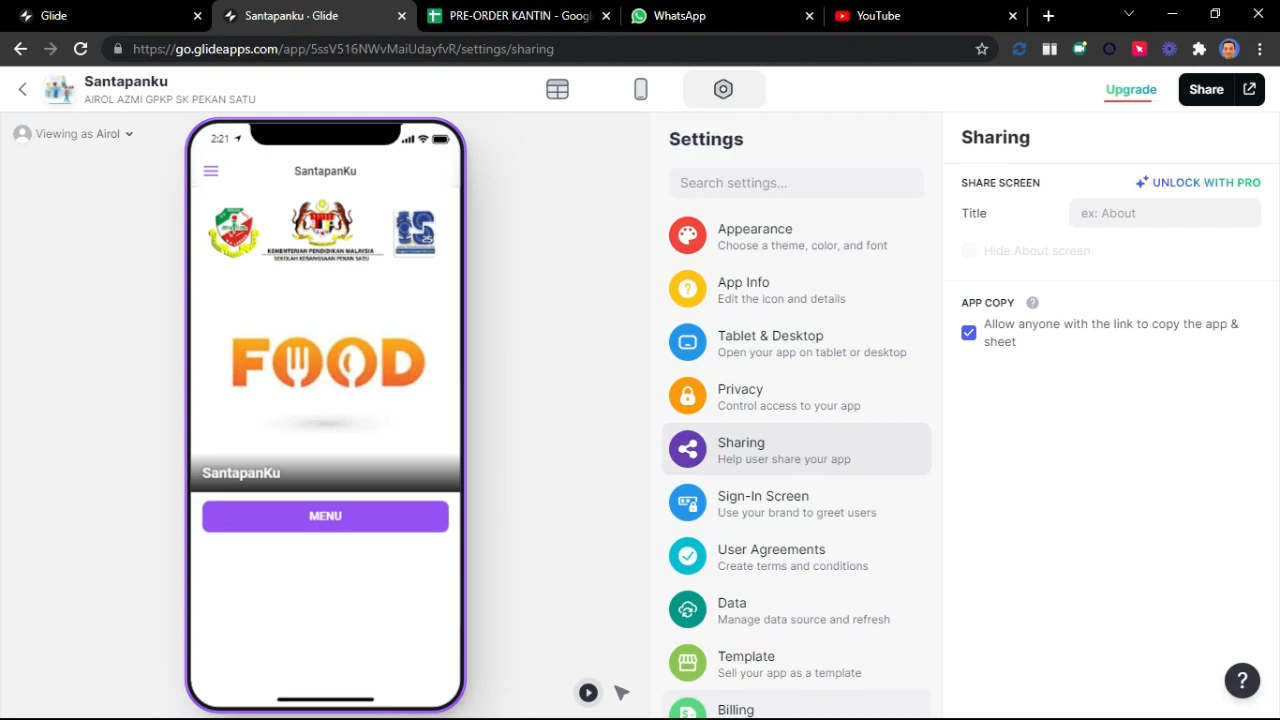 Glide
Santapanku · Glide
PRE-ORDER KANTIN - Googl
WhatsApp
YouTube
https://go.glideapps.com/app/5ssV516NWvMaiUdayfvR/settings/sharing
Santapanku
AIROL AZMI GPKP SK PEKAN SATU
Upgrade
Share
Viewing as Airol
2:21
SantapanKu
KEMENTERIAN PENDIDIKAN MALAYSIA
SEKOLAH KEBANGSAAN PEKAN SATU
FOOD
SantapanKu
MENU
Settings
Search settings...
Appearance
Choose a theme, color, and font
App Info
Edit the icon and details
Tablet & Desktop
Open your app on tablet or desktop
Privacy
Control access to your app
Sharing
Help user share your app
Sign-In Screen
Use your brand to greet users
User Agreements
Create terms and conditions
Data
Manage data source and refresh
Template
Sell your app as a template
Billing
Sharing
SHARE SCREEN
UNLOCK WITH PRO
Title
ex: About
Hide About screen
APP COPY
Allow anyone with the link to copy the app &
sheet